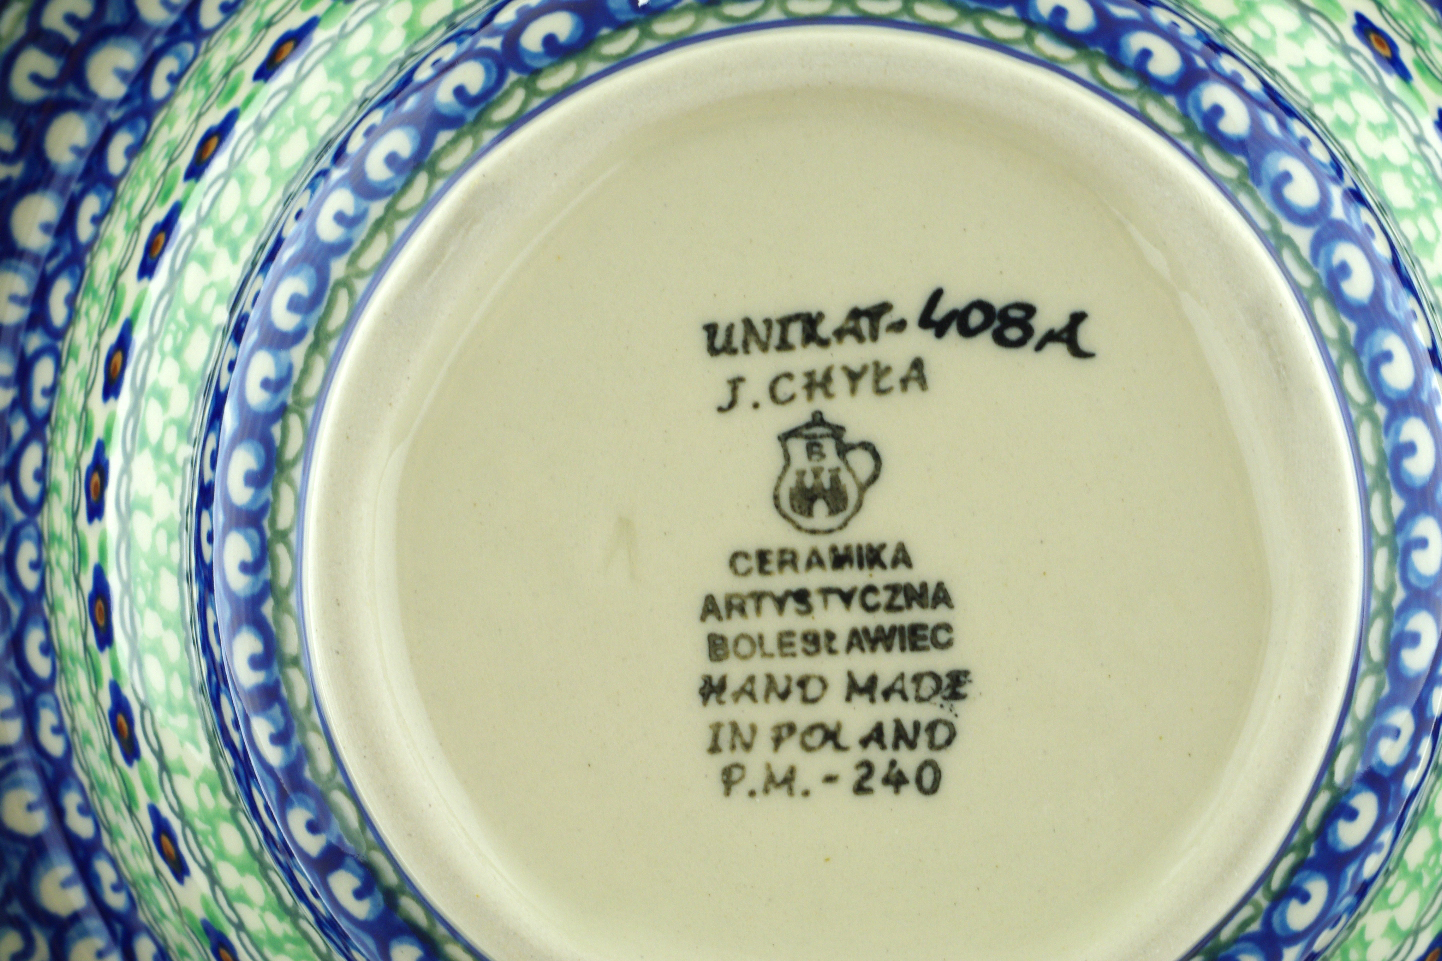 UNIKAT-408A
J. CHYŁA
B
CERAMIKA
ARTYSTYCZNA
BOLESŁAWIEC
HAND MADE
IN POLAND
P.M. - 240